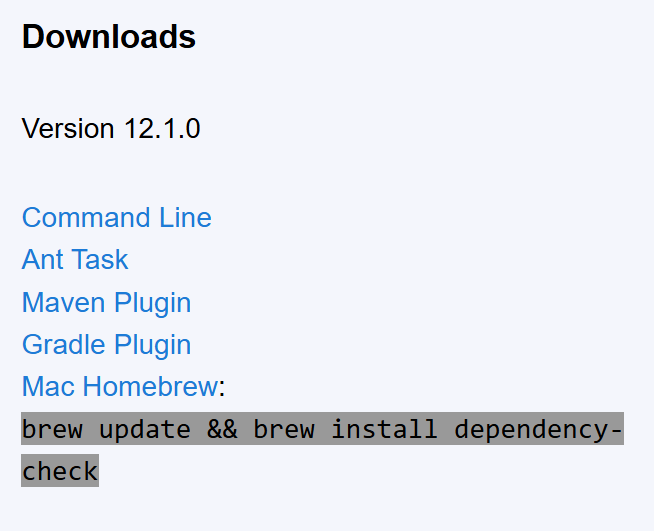 Downloads
Version 12.1.0
Command Line
Ant Task
Maven Plugin
Gradle Plugin
Mac Homebrew:
brew update && brew install dependency-
check